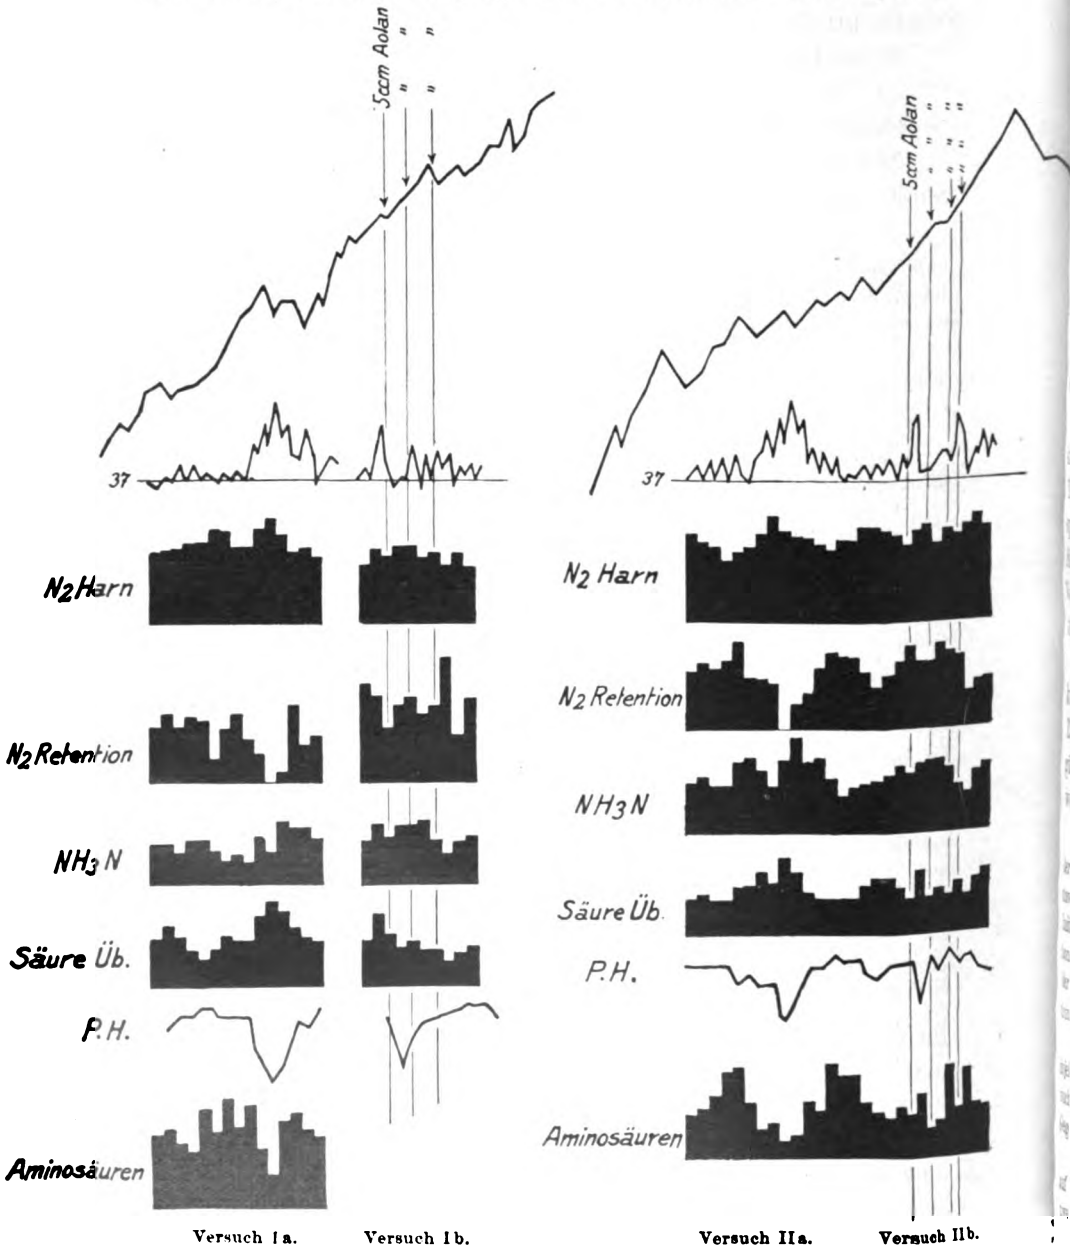 5ccm Aolan " "
" "
37
N2 Harn
N2 Retention
NH3 N
Säure Üb.
P.H.
Aminosäuren
Versuch Ia. Versuch Ib.
5ccm Aolan " " "
" " "
37
N2 Harn
N2 Retention
NH3 N
Säure Üb.
P.H.
Aminosäuren
Versuch IIa. Versuch IIb.